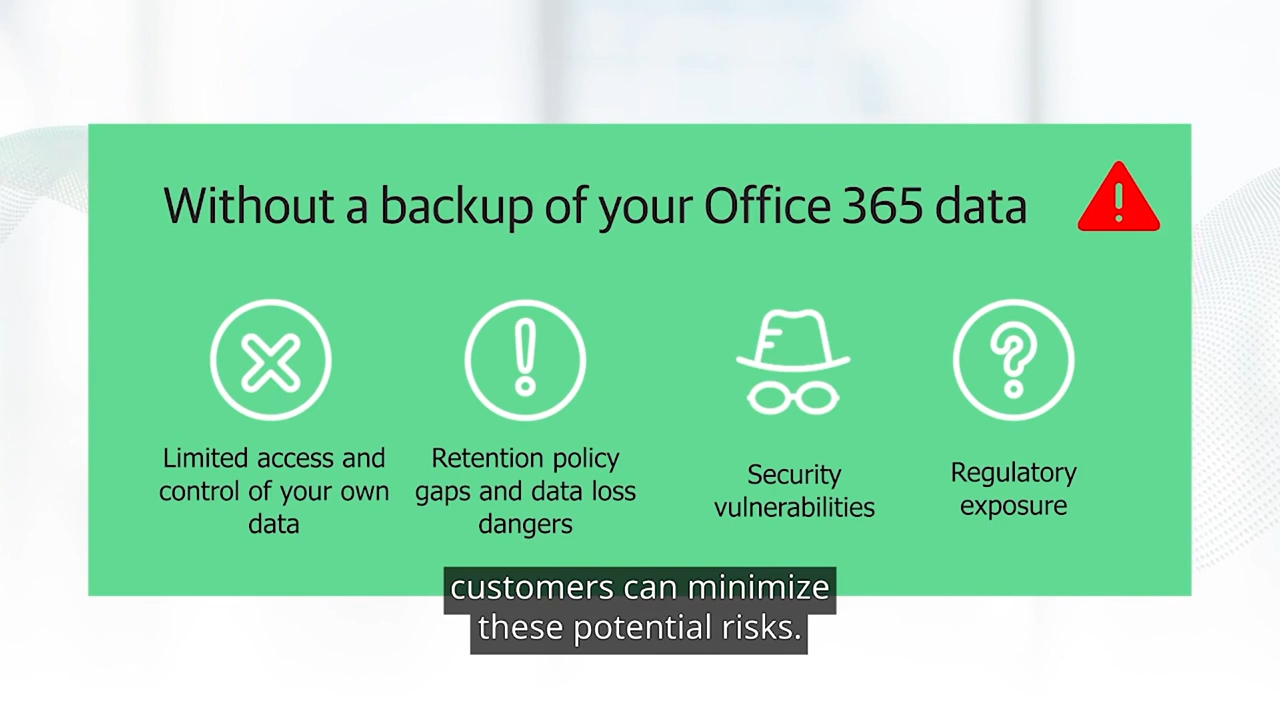 Without a backup of your Office 365 data
Limited access and
control of your own
data
Retention policy
gaps and data loss
dangers
Security
vulnerabilities
Regulatory
exposure
customers can minimize
these potential risks.